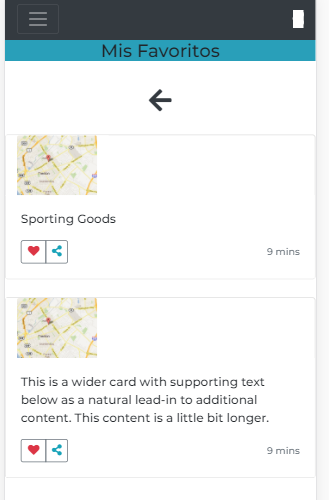 Mis Favoritos
Sporting Goods
9 mins
This is a wider card with supporting text
below as a natural lead-in to additional
content. This content is a little bit longer.
9 mins